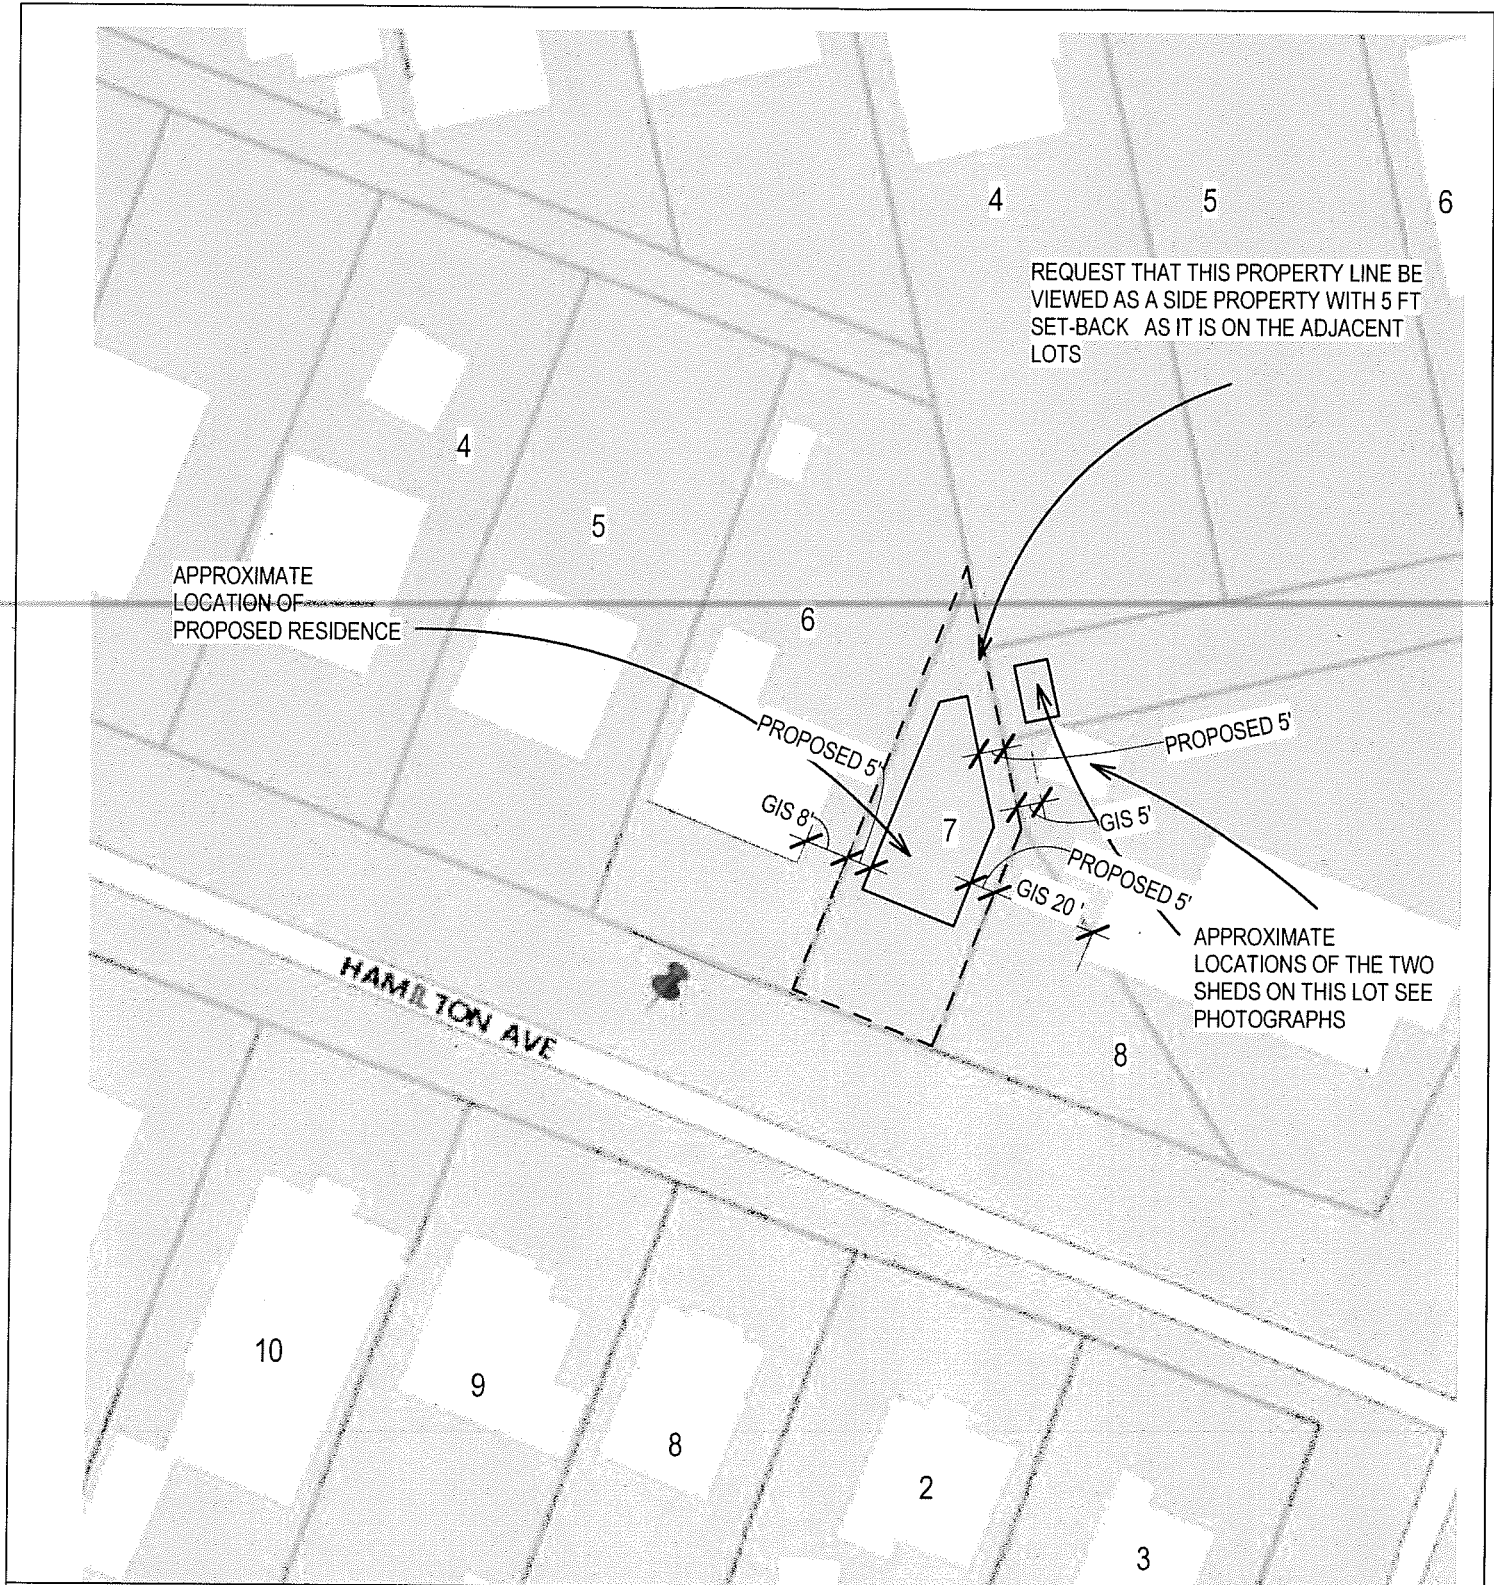 4
5
6
REQUEST THAT THIS PROPERTY LINE BE
VIEWED AS A SIDE PROPERTY WITH 5 FT
SET-BACK AS IT IS ON THE ADJACENT
LOTS
4
5
APPROXIMATE
LOCATION OF
PROPOSED RESIDENCE
6
PROPOSED 5'
PROPOSED 5'
GIS 8'
7
GIS 5'
PROPOSED 5'
GIS 20 '
APPROXIMATE
LOCATIONS OF THE TWO
SHEDS ON THIS LOT SEE
PHOTOGRAPHS
HAMILTON AVE
8
10
9
8
2
3